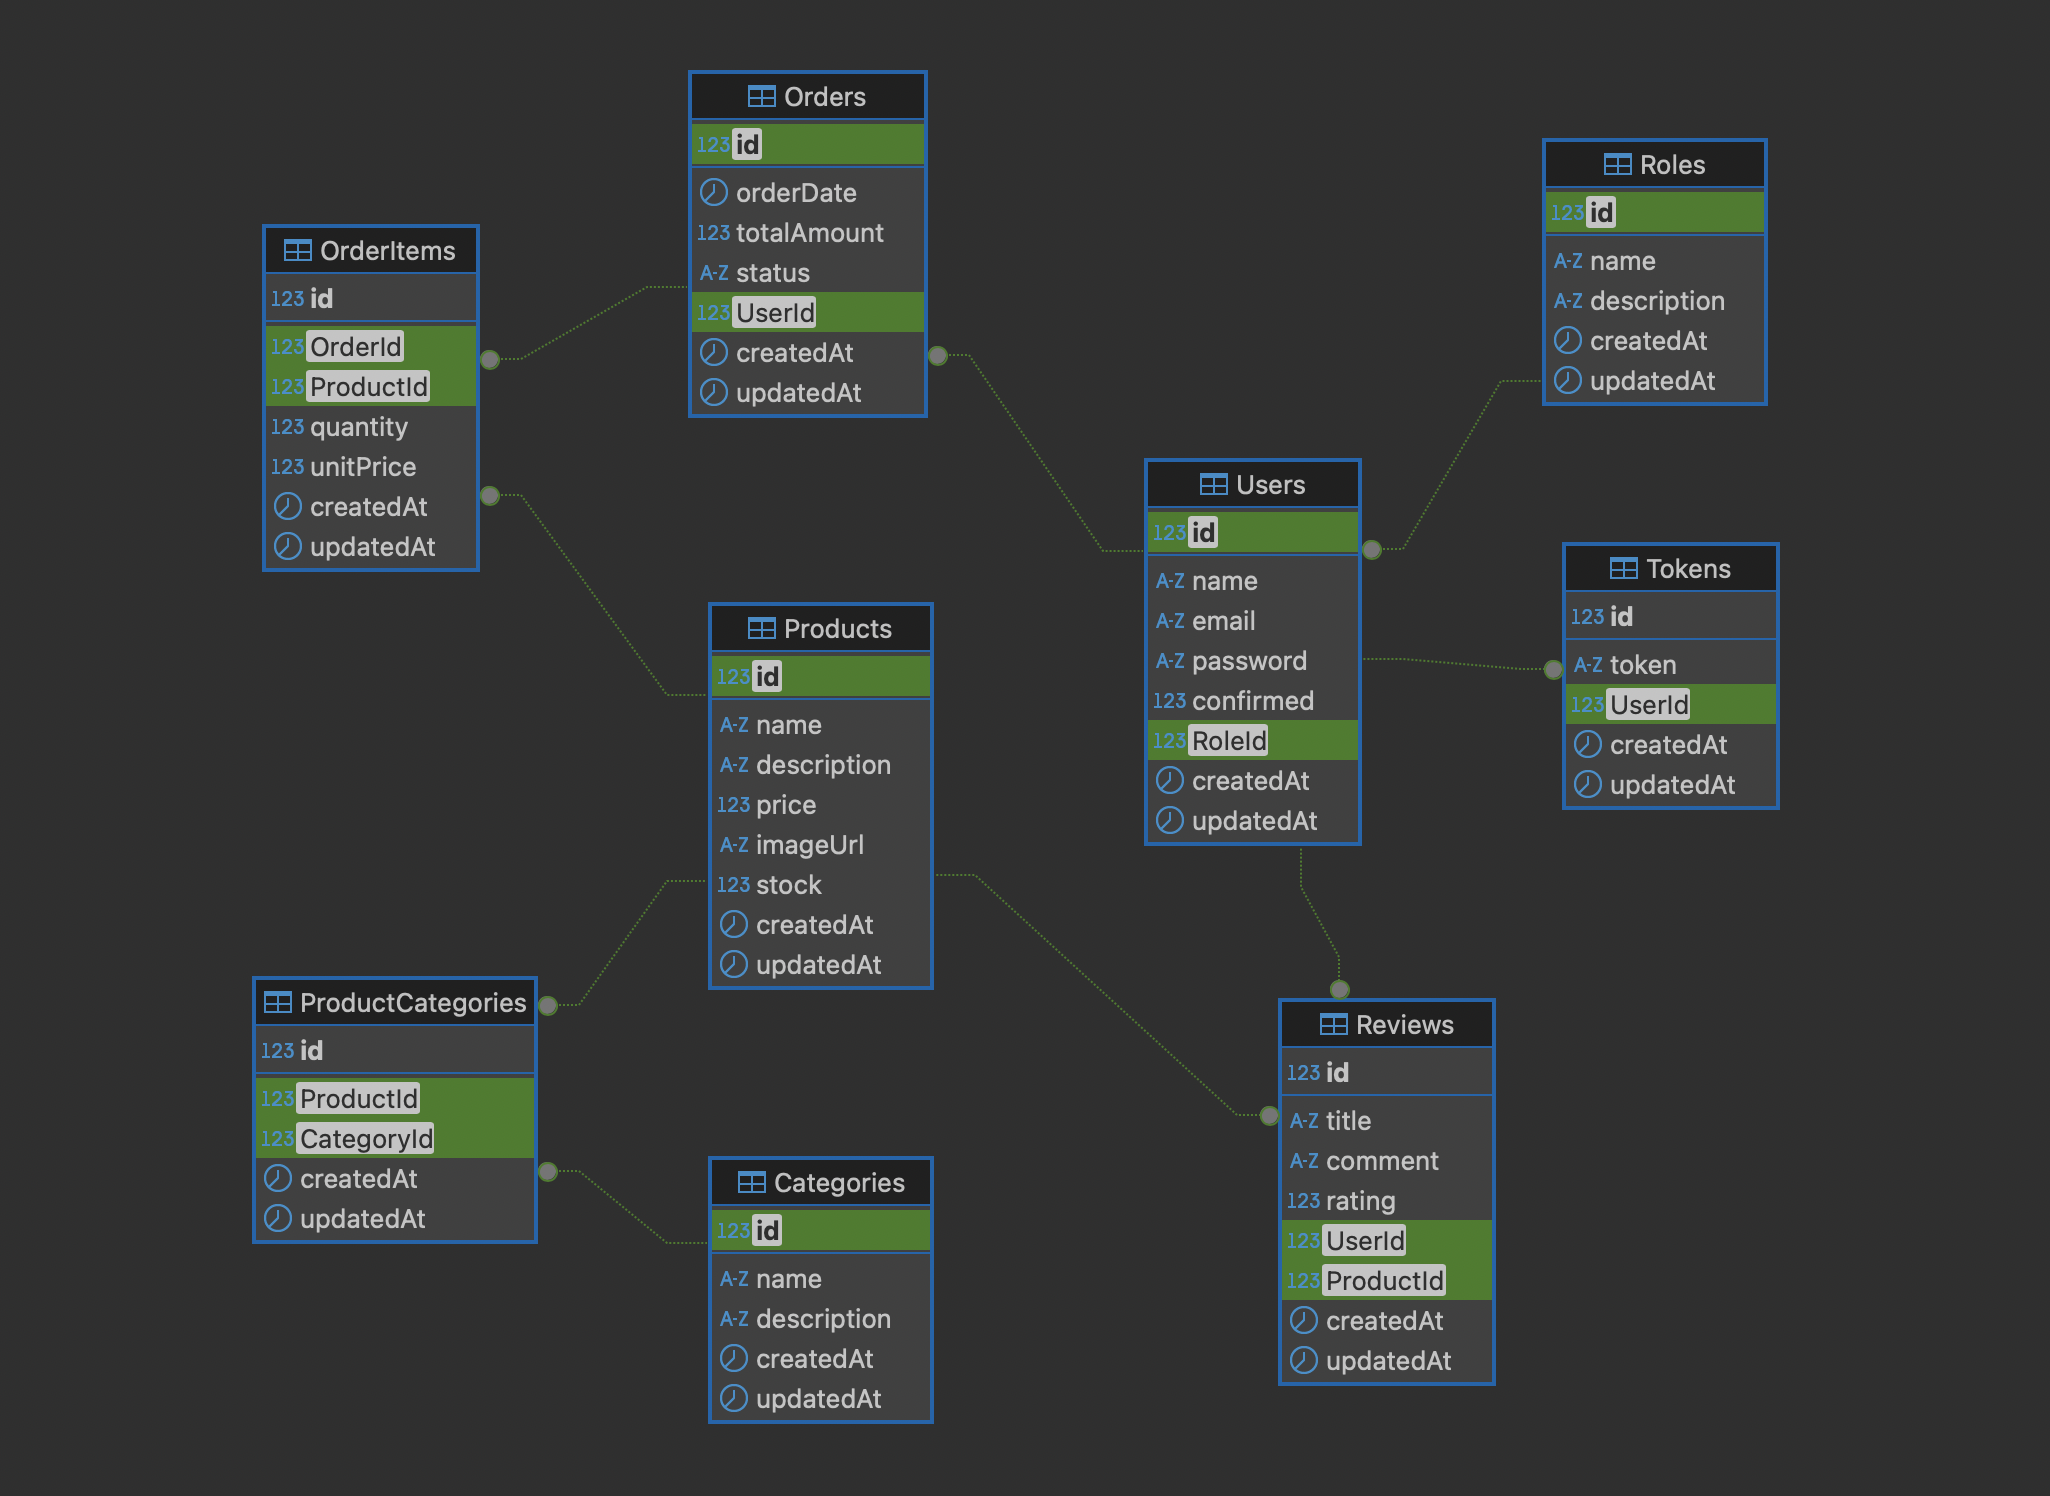 Orders
123 id
orderDate
123 totalAmount
A-Z status
123 UserId
createdAt
updatedAt
Roles
123 id
A-Z name
A-Z description
createdAt
updatedAt
OrderItems
123 id
123 OrderId
123 ProductId
123 quantity
123 unitPrice
createdAt
updatedAt
Users
123 id
A-Z name
A-Z email
A-Z password
123 confirmed
123 RoleId
createdAt
updatedAt
Tokens
123 id
A-Z token
123 UserId
createdAt
updatedAt
Products
123 id
A-Z name
A-Z description
123 price
A-Z imageUrl
123 stock
createdAt
updatedAt
ProductCategories
123 id
123 ProductId
123 CategoryId
createdAt
updatedAt
Reviews
123 id
A-Z title
A-Z comment
123 rating
123 UserId
123 ProductId
createdAt
updatedAt
Categories
123 id
A-Z name
A-Z description
createdAt
updatedAt